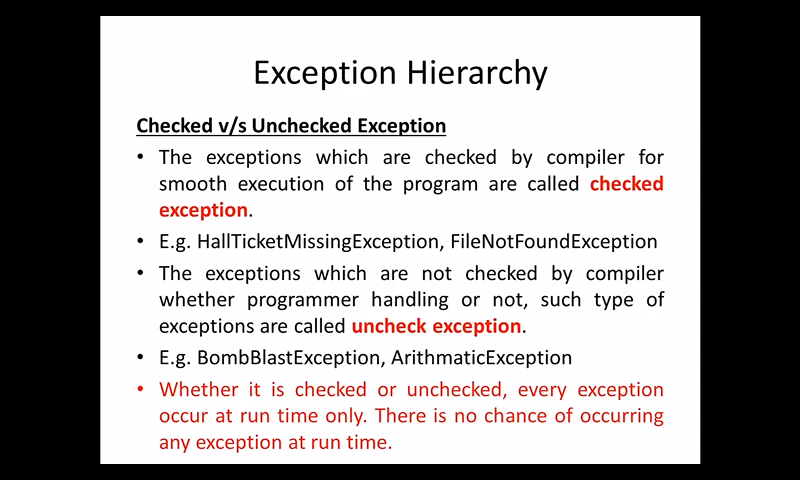 Exception Hierarchy
Checked v/s Unchecked Exception
• The exceptions which are checked by compiler for
smooth execution of the program are called checked
exception.
• E.g. HallTicketMissingException, FileNotFoundException
• The exceptions which are not checked by compiler
whether programmer handling or not, such type of
exceptions are called uncheck exception.
• E.g. BombBlastException, ArithmaticException
• Whether it is checked or unchecked, every exception
occur at run time only. There is no chance of occurring
any exception at run time.